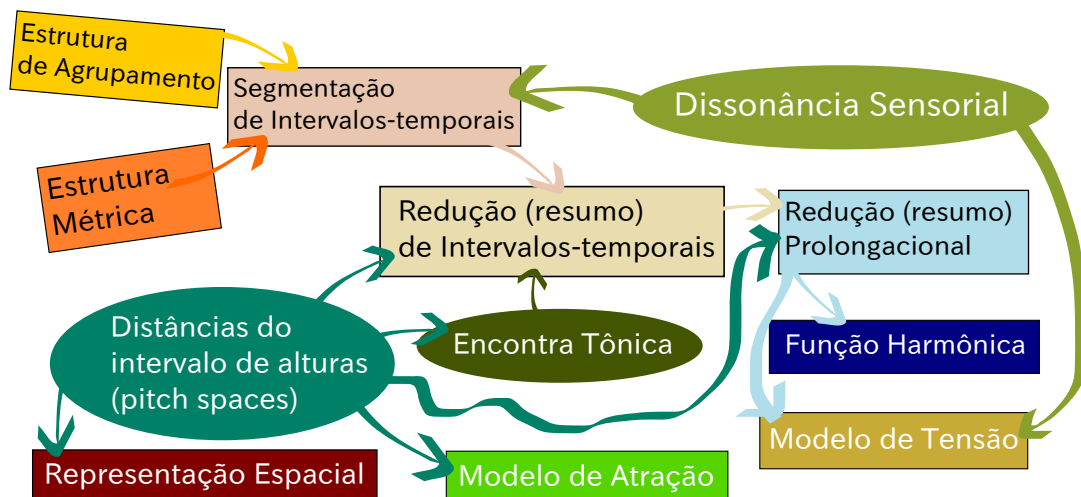 Estrutura
de Agrupamento
Segmentação
de Intervalos-temporais
Dissonância Sensorial
Estrutura
Métrica
Redução (resumo)
de Intervalos-temporais
Redução (resumo)
Prolongacional
Distâncias do
intervalo de alturas
(pitch spaces)
Encontra Tônica
Função Harmônica
Modelo de Tensão
Representação Espacial
Modelo de Atração